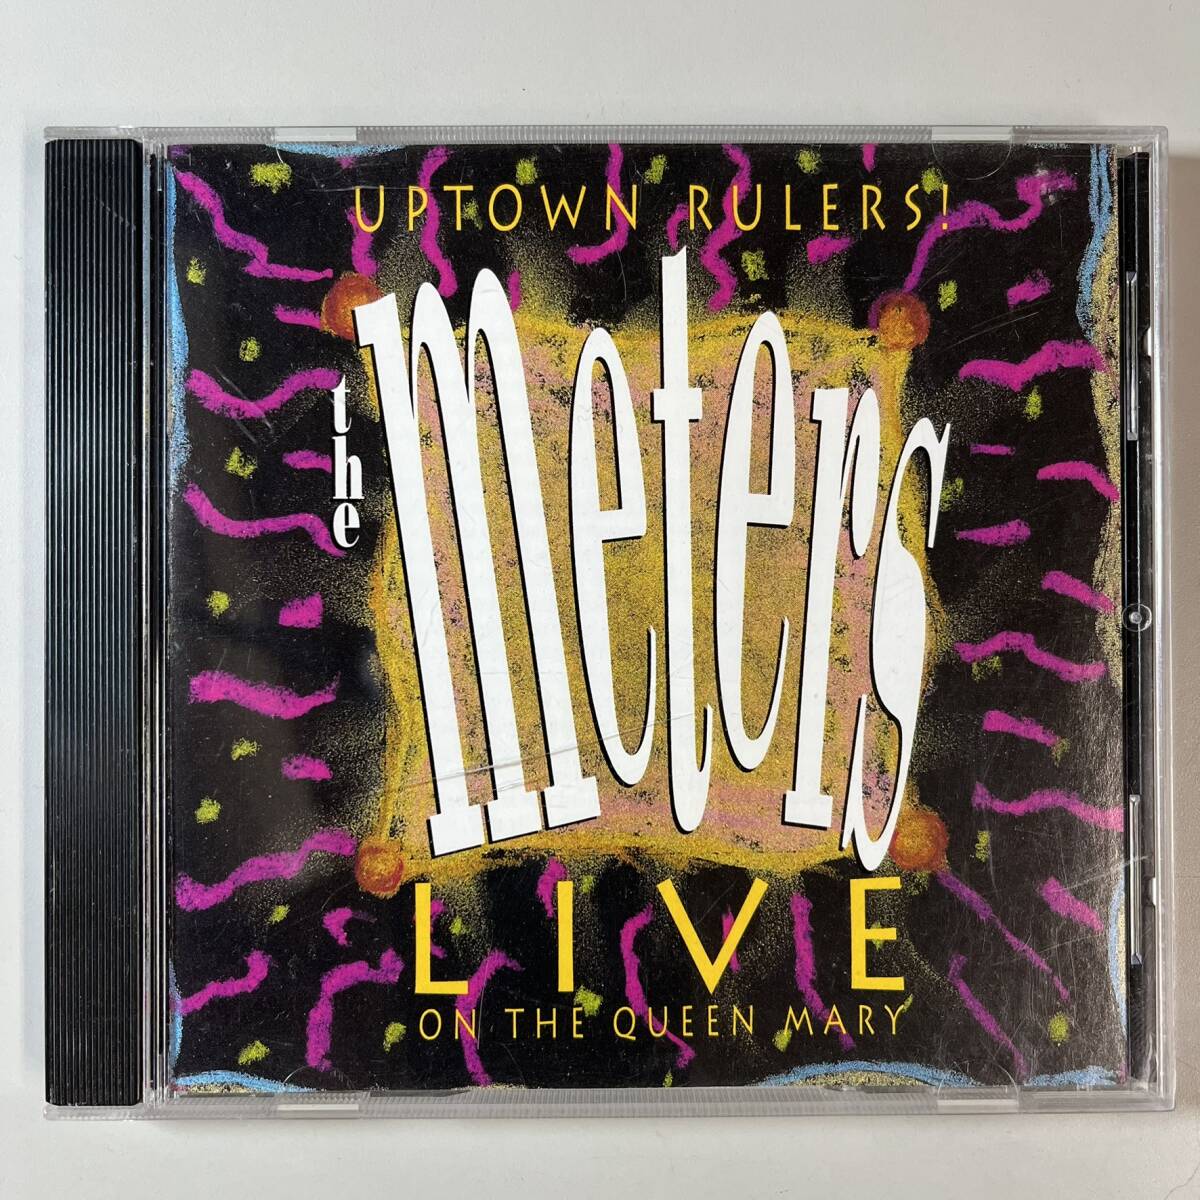 UPTOWN RULERS!
the
meters
LIVE
ON THE QUEEN MARY